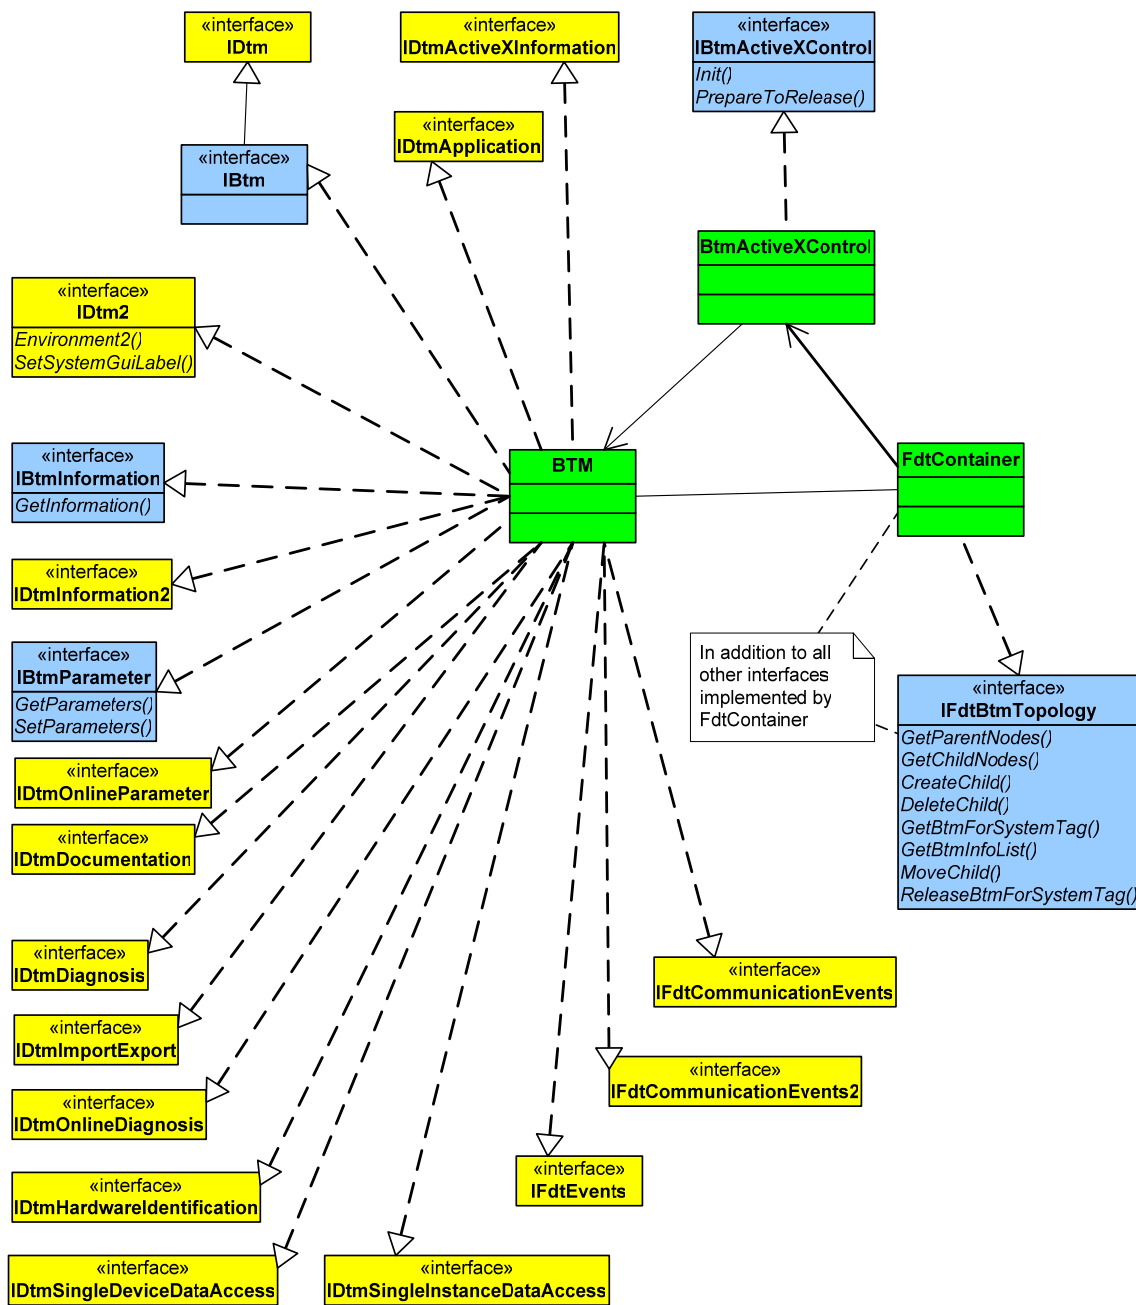 «interface»
IDtm
«interface»
IDtmActiveXInformation
«interface»
IBtmActiveXControl
Init()
PrepareToRelease()
«interface»
IDtmApplication
«interface»
IBtm
BtmActiveXControl
«interface»
IDtm2
Environment2()
SetSystemGuiLabel()
«interface»
IBtmInformation
GetInformation()
BTM
FdtContainer
«interface»
IDtmInformation2
«interface»
IBtmParameter
GetParameters()
SetParameters()
In addition to all
other interfaces
implemented by
FdtContainer
«interface»
IFdtBtmTopology
GetParentNodes()
GetChildNodes()
CreateChild()
DeleteChild()
GetBtmForSystemTag()
GetBtmInfoList()
MoveChild()
ReleaseBtmForSystemTag()
«interface»
IDtmOnlineParameter
«interface»
IDtmDocumentation
«interface»
IDtmDiagnosis
«interface»
IFdtCommunicationEvents
«interface»
IDtmImportExport
«interface»
IFdtCommunicationEvents2
«interface»
IDtmOnlineDiagnosis
«interface»
IFdtEvents
«interface»
IDtmHardwareIdentification
«interface»
IDtmSingleDeviceDataAccess
«interface»
IDtmSingleInstanceDataAccess